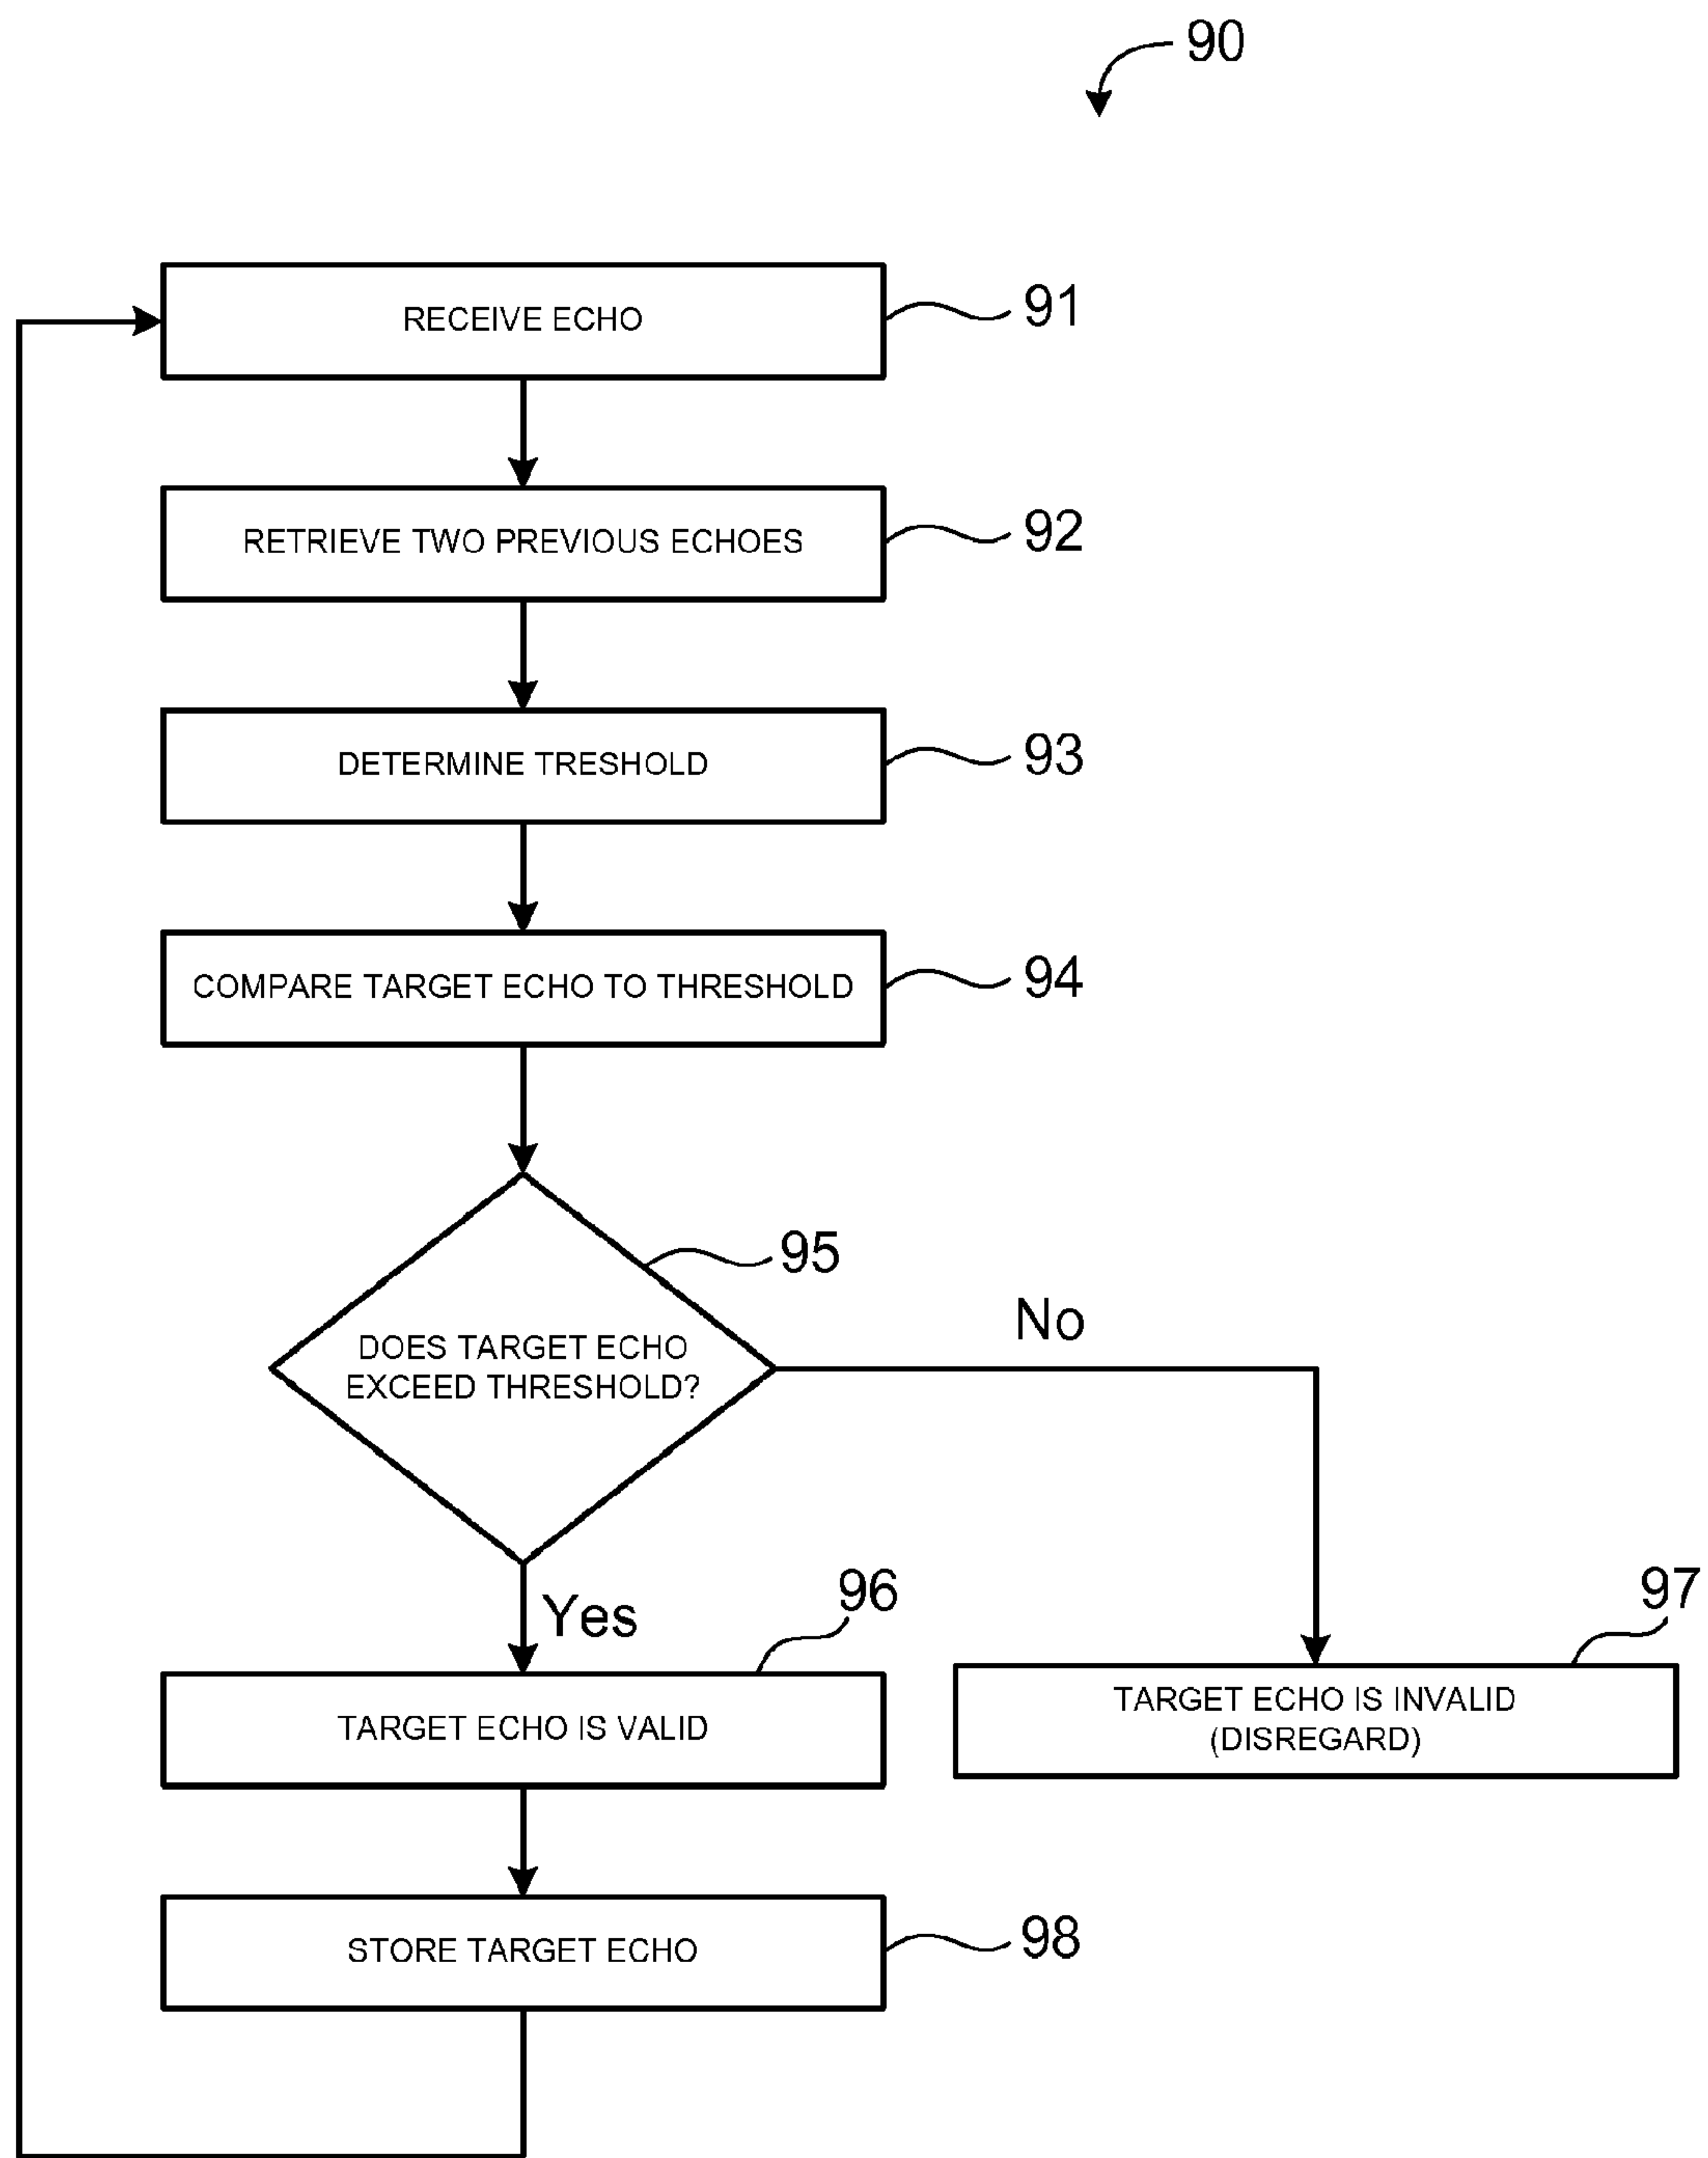 90
RECEIVE ECHO
91
RETRIEVE TWO PREVIOUS ECHOES
92
DETERMINE TRESHOLD
93
COMPARE TARGET ECHO TO THRESHOLD
94
95
DOES TARGET ECHO
EXCEED THRESHOLD?
No
Yes
96
TARGET ECHO IS VALID
97
TARGET ECHO IS INVALID
(DISREGARD)
STORE TARGET ECHO
98